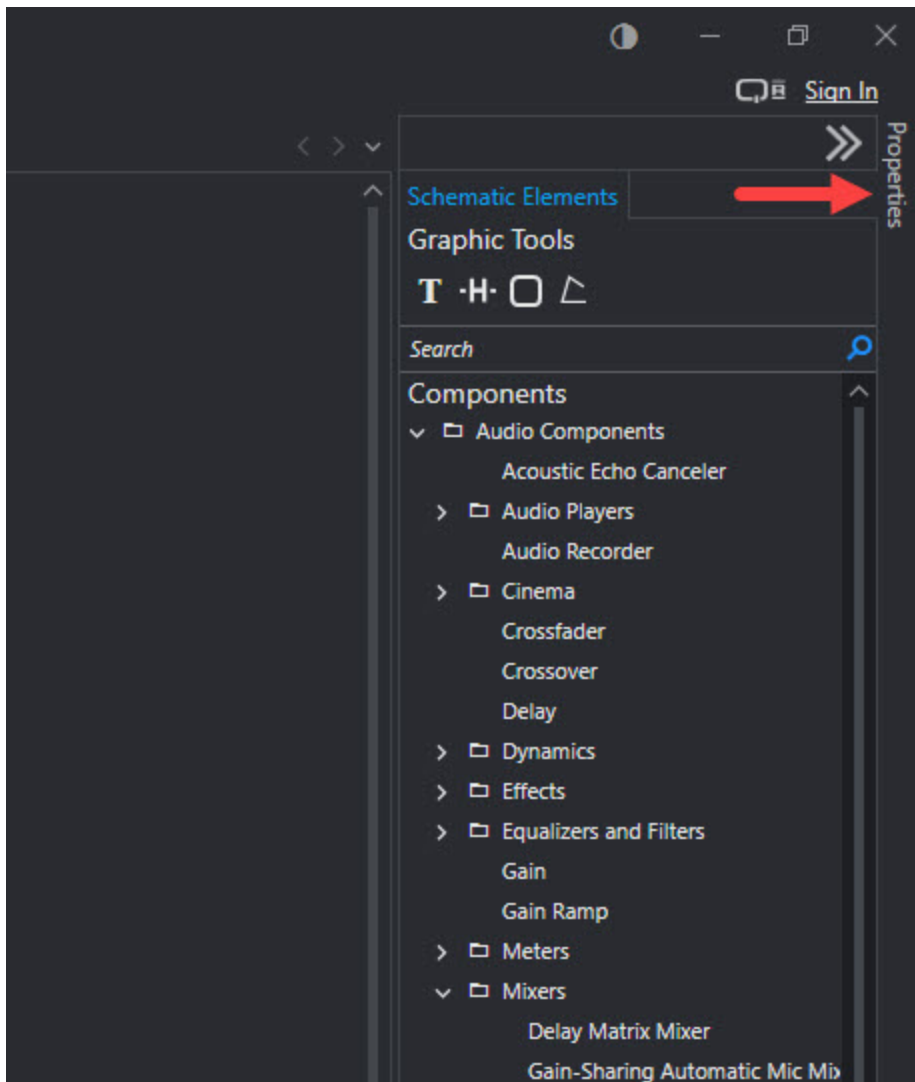 Sign In
Properties
Schematic Elements
Graphic Tools
T ·H·
Search
Components
Audio Components
Acoustic Echo Canceler
Audio Players
Audio Recorder
Cinema
Crossfader
Crossover
Delay
Dynamics
Effects
Equalizers and Filters
Gain
Gain Ramp
Meters
Mixers
Delay Matrix Mixer
Gain-Sharing Automatic Mic Mix